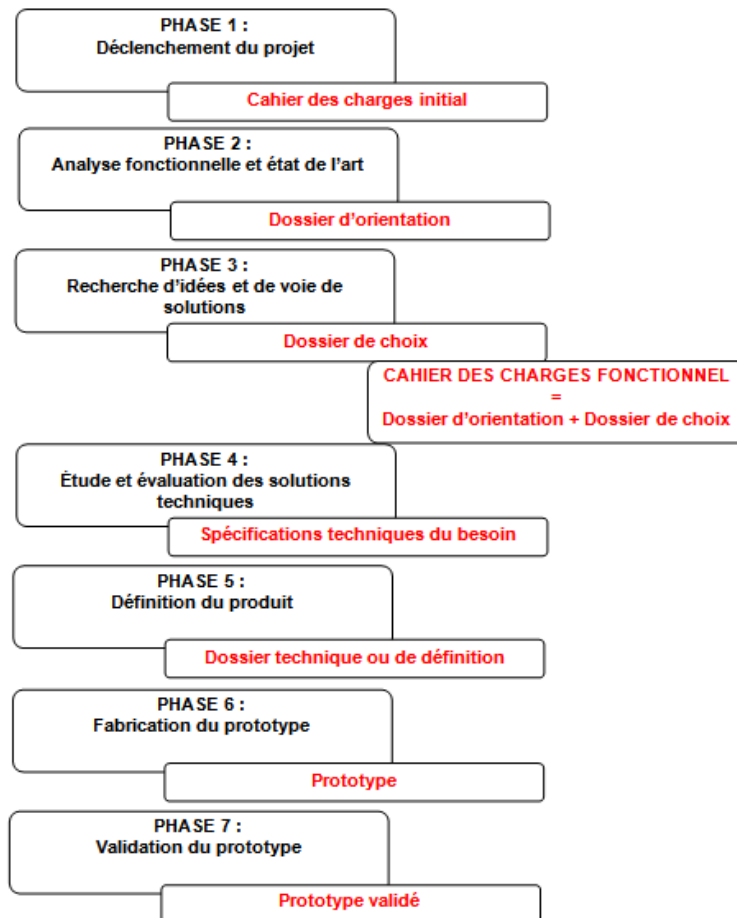 PHASE 1 :
Déclenchement du projet
Cahier des charges initial
PHASE 2 :
Analyse fonctionnelle et état de l'art
Dossier d'orientation
PHASE 3 :
Recherche d'idées et de voie de
solutions
Dossier de choix
CAHIER DES CHARGES FONCTIONNEL
=
Dossier d'orientation + Dossier de choix
PHASE 4 :
Étude et évaluation des solutions
techniques
Spécifications techniques du besoin
PHASE 5 :
Définition du produit
Dossier technique ou de définition
PHASE 6 :
Fabrication du prototype
Prototype
PHASE 7 :
Validation du prototype
Prototype validé